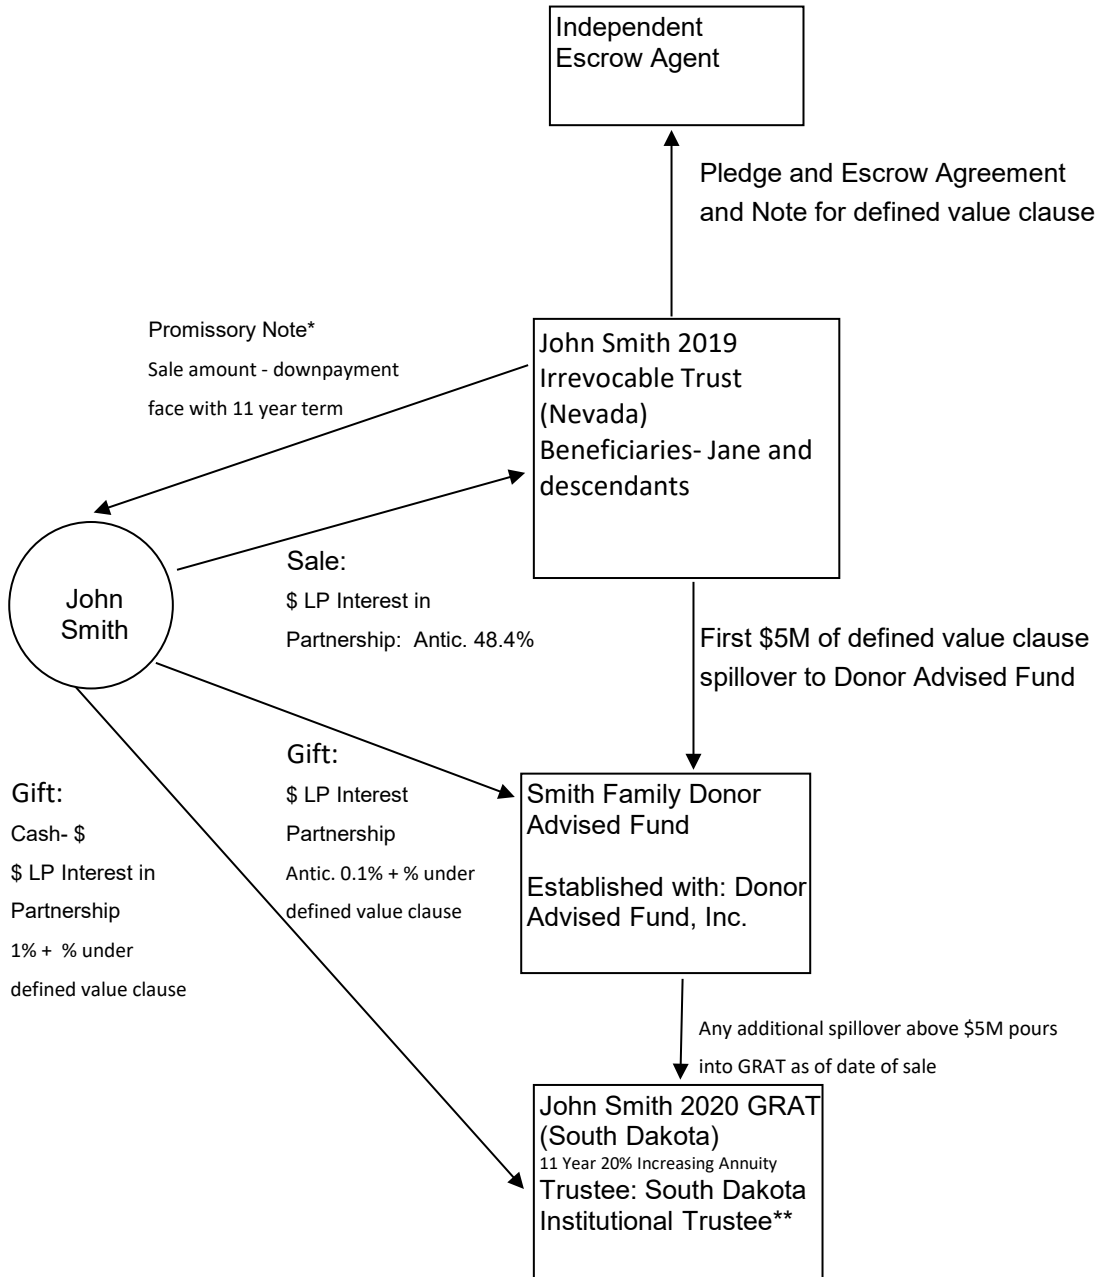 Independent
Escrow Agent
Pledge and Escrow Agreement
and Note for defined value clause
Promissory Note*
Sale amount - downpayment
face with 11 year term
John Smith 2019
Irrevocable Trust
(Nevada)
Beneficiaries- Jane and
descendants
John
Smith
Sale:
$ LP Interest in
Partnership: Antic. 48.4%
First $5M of defined value clause
spillover to Donor Advised Fund
Gift:
Cash- $
$ LP Interest in
Partnership
1% + % under
defined value clause
Gift:
$ LP Interest
Partnership
Antic. 0.1% + % under
defined value clause
Smith Family Donor
Advised Fund
Established with: Donor
Advised Fund, Inc.
Any additional spillover above $5M pours
into GRAT as of date of sale
John Smith 2020 GRAT
(South Dakota)
11 Year 20% Increasing Annuity
Trustee: South Dakota
Institutional Trustee**